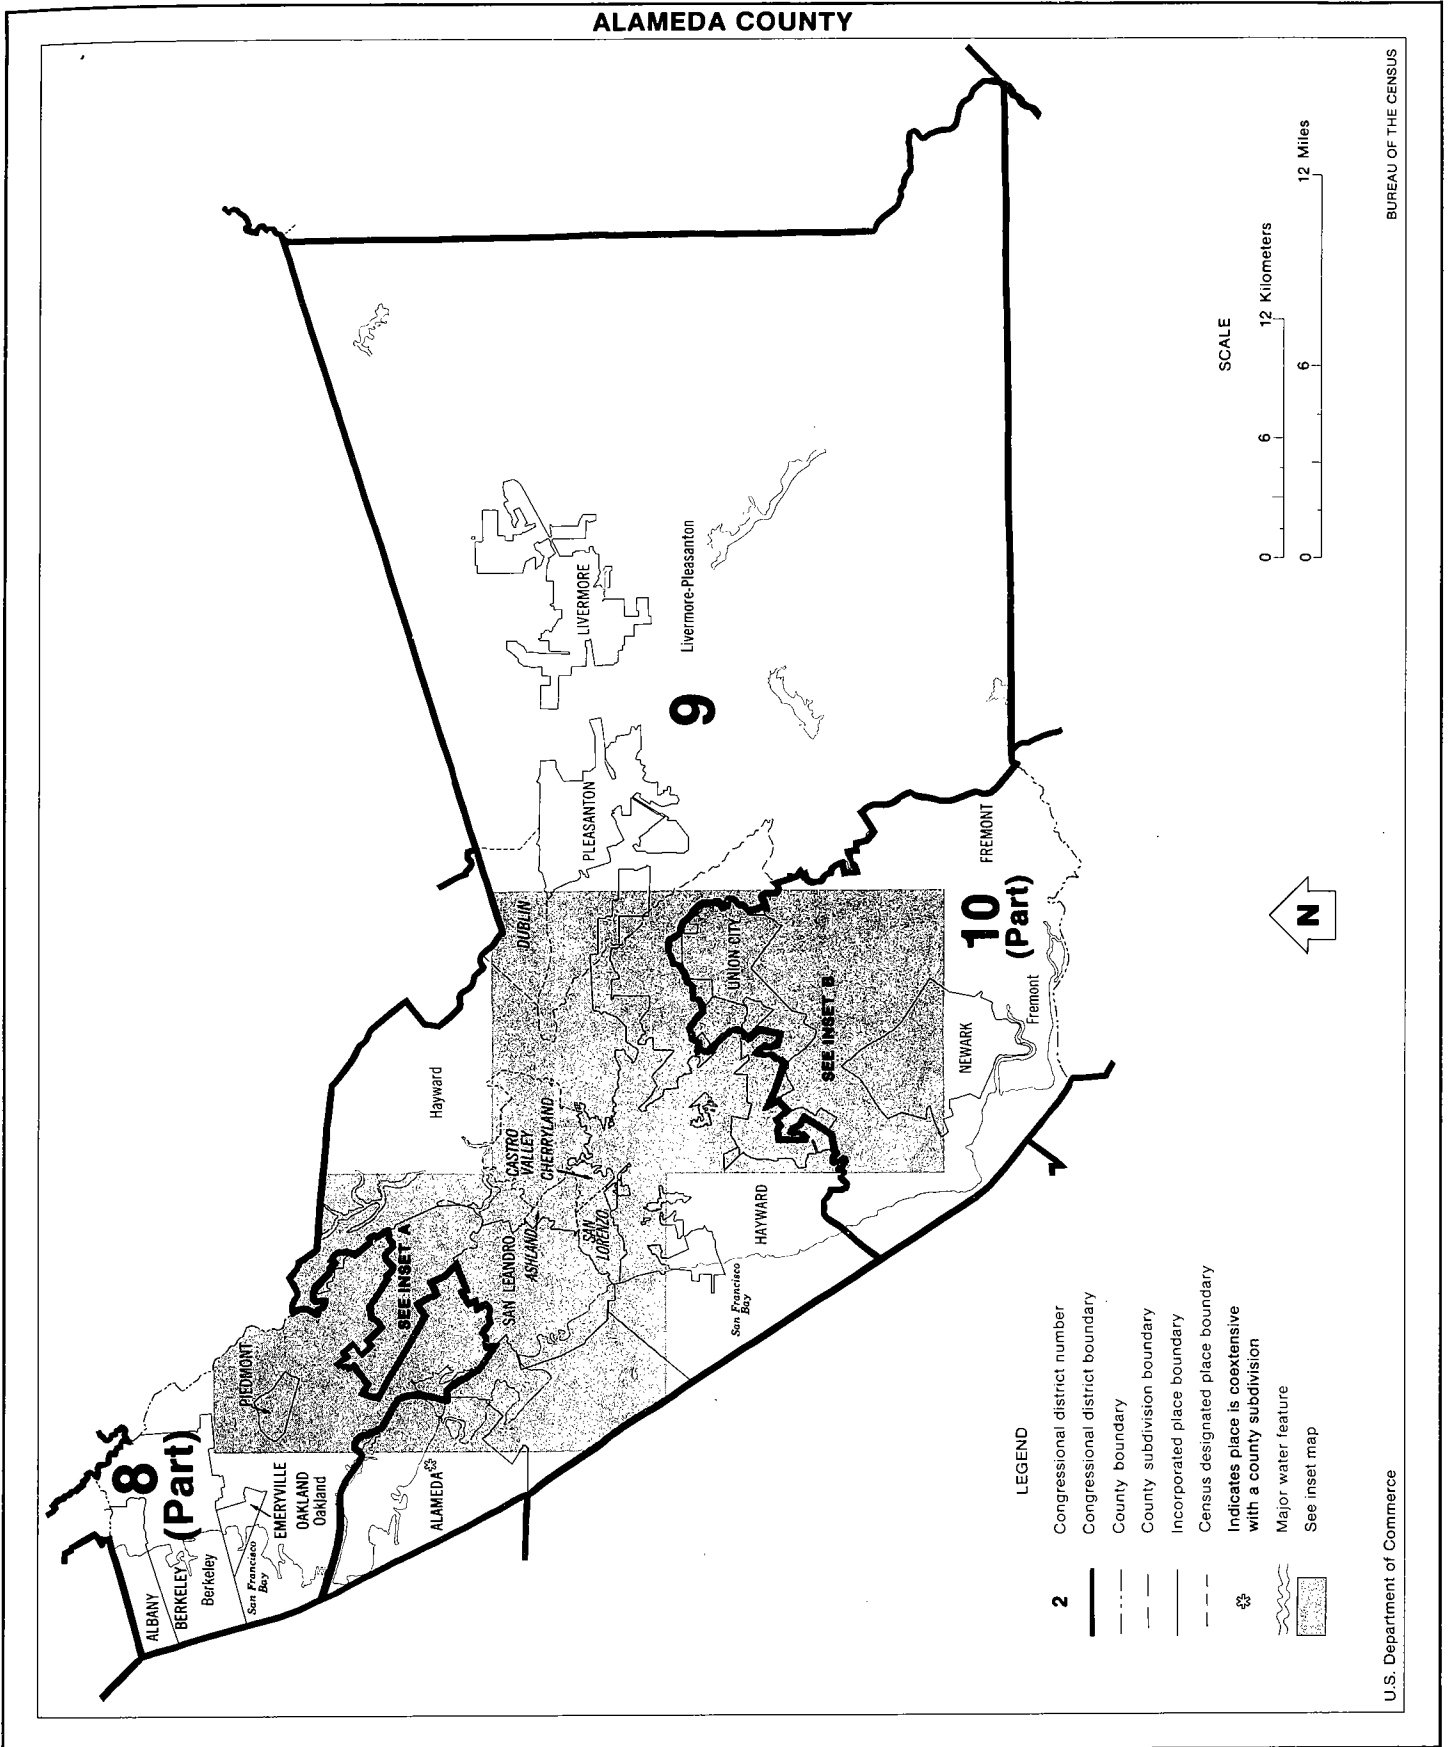 ALAMEDA COUNTY
8
(Part)
ALBANY
BERKELEY
Berkeley
San Francisco
Bay
EMERYVILLE
OAKLAND
Oakland
PIEDMONT
ALAMEDA
SEE INSET A
SAN LEANDRO
ASHLAND
SAN
LORENZO
CASTRO
VALLEY
CHERRYLAND
Hayward
HAYWARD
San Francisco
Bay
DUBLIN
PLEASANTON
LIVERMORE
Livermore-Pleasanton
9
UNION CITY
SEE INSET B
NEWARK
Fremont
FREMONT
10
(Part)
LEGEND
2 Congressional district number
Congressional district boundary
County boundary
County subdivision boundary
Incorporated place boundary
Census designated place boundary
Indicates place is coextensive
with a county subdivision
Major water feature
See inset map
N
SCALE
0 6 12 Kilometers
0 6 12 Miles
U.S. Department of Commerce
BUREAU OF THE CENSUS